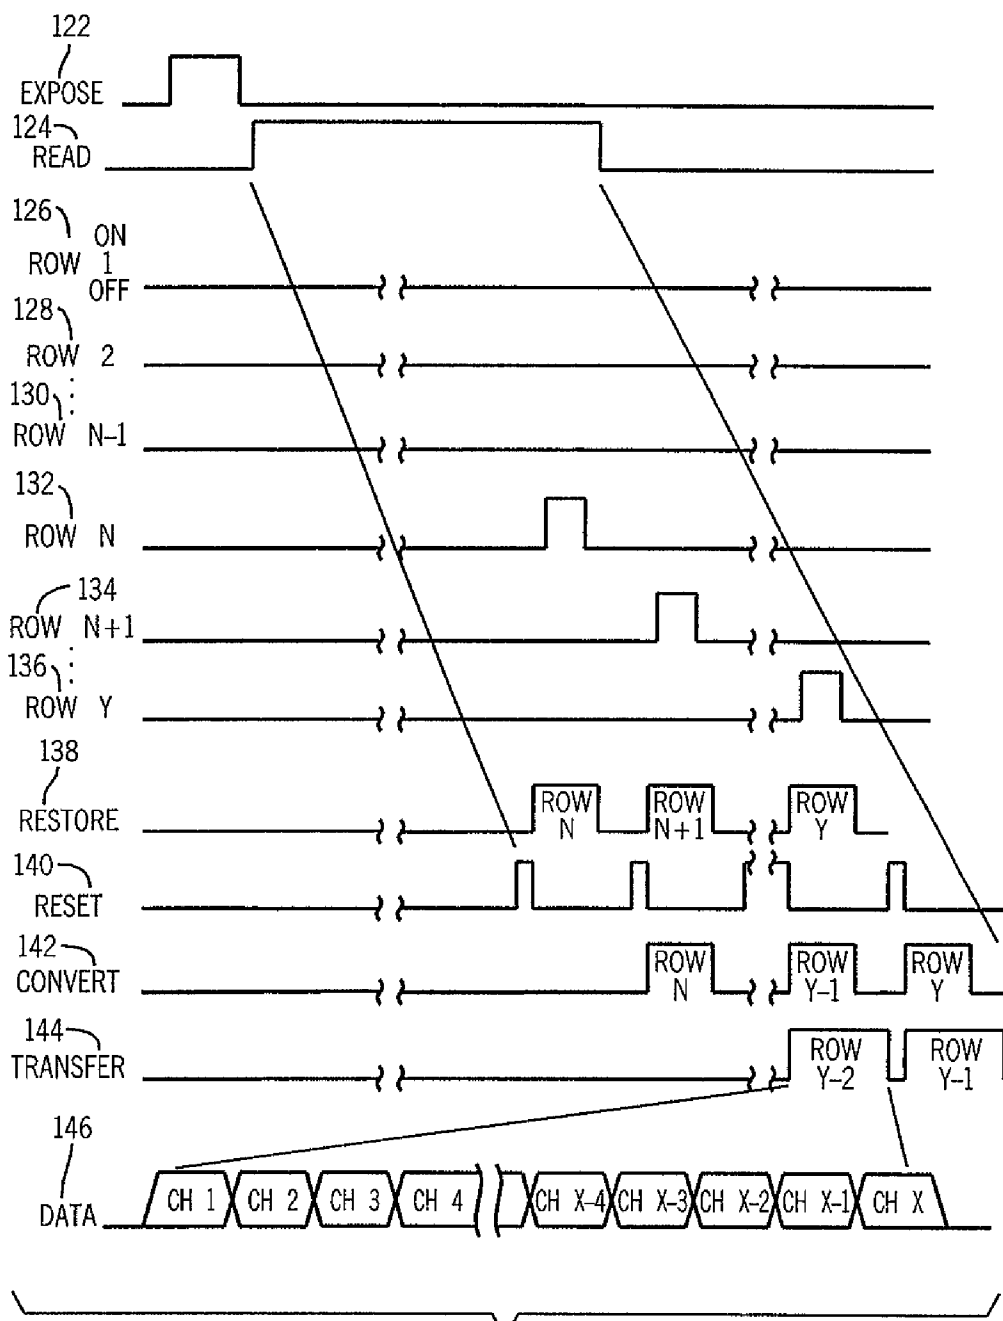 122
EXPOSE
124
READ
126
ON
ROW 1
OFF
128
ROW 2
130
ROW N-1
132
ROW N
134
ROW N+1
136
ROW Y
138
RESTORE
ROW N
ROW N+1
ROW Y
140
RESET
142
CONVERT
ROW N
ROW Y-1
ROW Y
144
TRANSFER
ROW Y-2
ROW Y-1
146
DATA
CH 1
CH 2
CH 3
CH 4
CH X-4
CH X-3
CH X-2
CH X-1
CH X